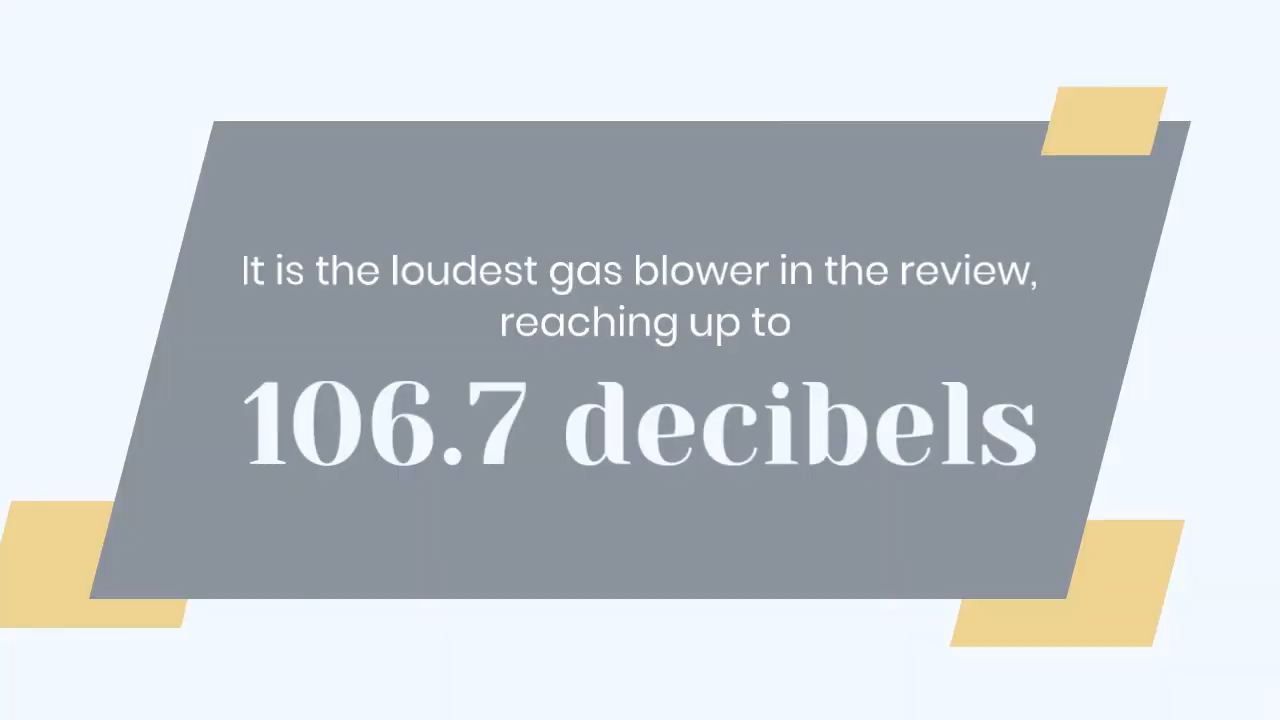 It is the loudest gas blower in the review,
reaching up to
106.7 decibels